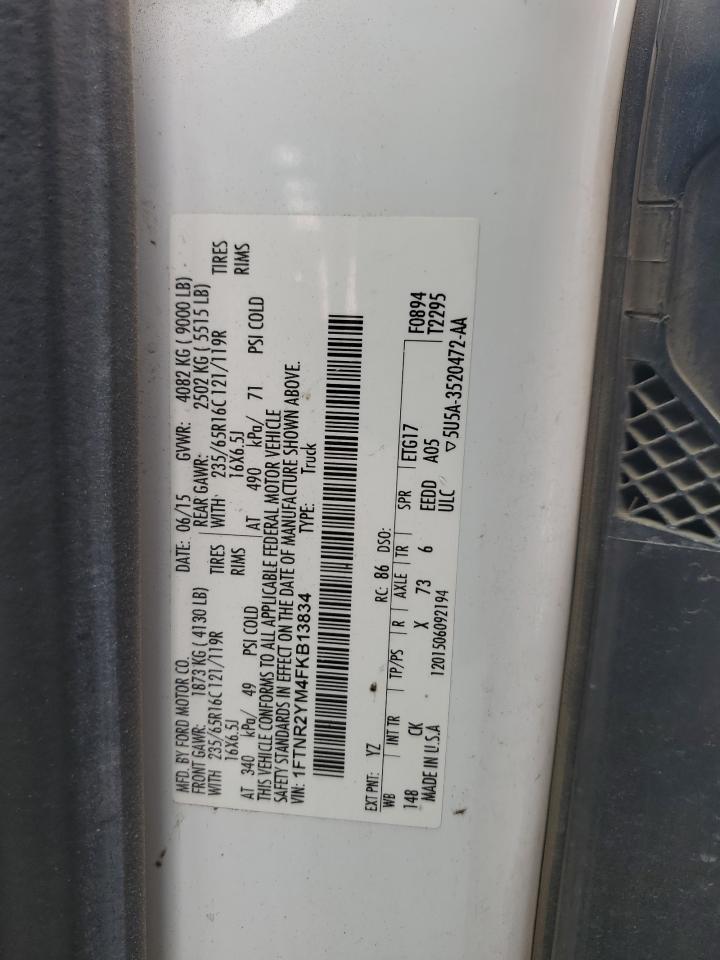 MFD. BY FORD MOTOR CO.
DATE: 06/15 GVWR: 4082 KG ( 9000 LB)
FRONT GAWR: 1873 KG ( 4130 LB)
REAR GAWR: 2502 KG ( 5515 LB)
WITH 235/65R16C 121/119R TIRES
WITH 235/65R16C 121/119R TIRES
16X6.5J RIMS
16X6.5J RIMS
AT 340 kPa/ 49 PSI COLD
AT 490 kPa/ 71 PSI COLD
THIS VEHICLE CONFORMS TO ALL APPLICABLE FEDERAL MOTOR VEHICLE
SAFETY STANDARDS IN EFFECT ON THE DATE OF MANUFACTURE SHOWN ABOVE.
VIN: 1FTNR2YM4FKB13834 TYPE: Truck
EXT PNT: YZ RC: 86 DSO:
WB INT TR TP/PS R AXLE TR SPR ETG17 F0894
148 CK X 73 6 EEDD A05 T2295
MADE IN U.S.A 1201506092194 ULC ▽5U5A-3520472-AA